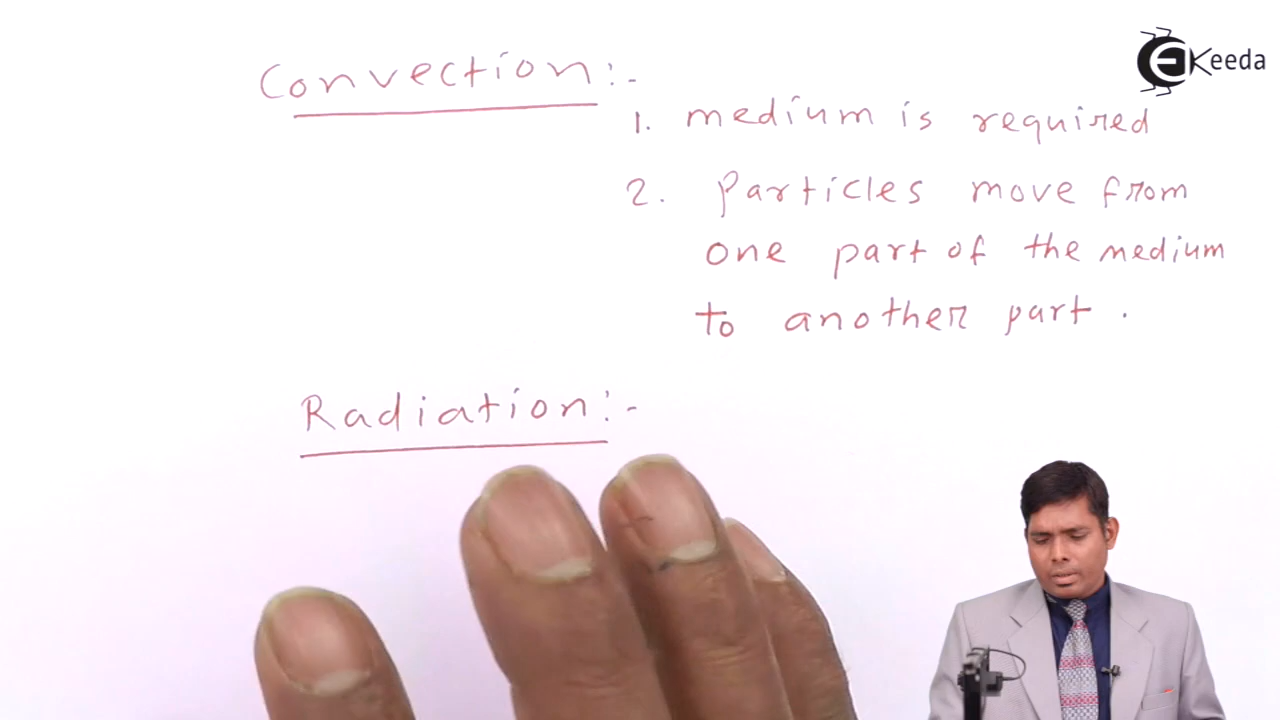 EKeeda
Convection:-
1. medium is required
2. Particles move from
one part of the medium
to another part.
Radiation:-